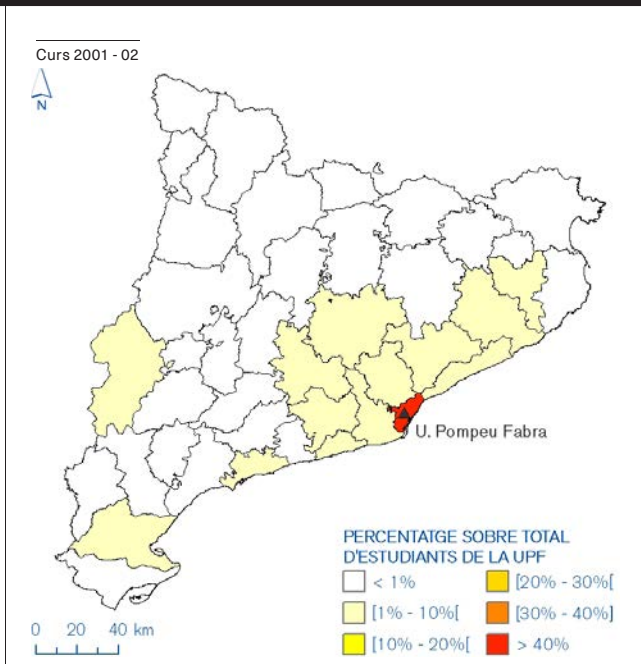 Curs 2001 - 02
N
U. Pompeu Fabra
PERCENTATGE SOBRE TOTAL
D'ESTUDIANTS DE LA UPF
< 1%
[20% - 30%[
[1% - 10%[
[30% - 40%]
[10% - 20%[
> 40%
0 20 40 km